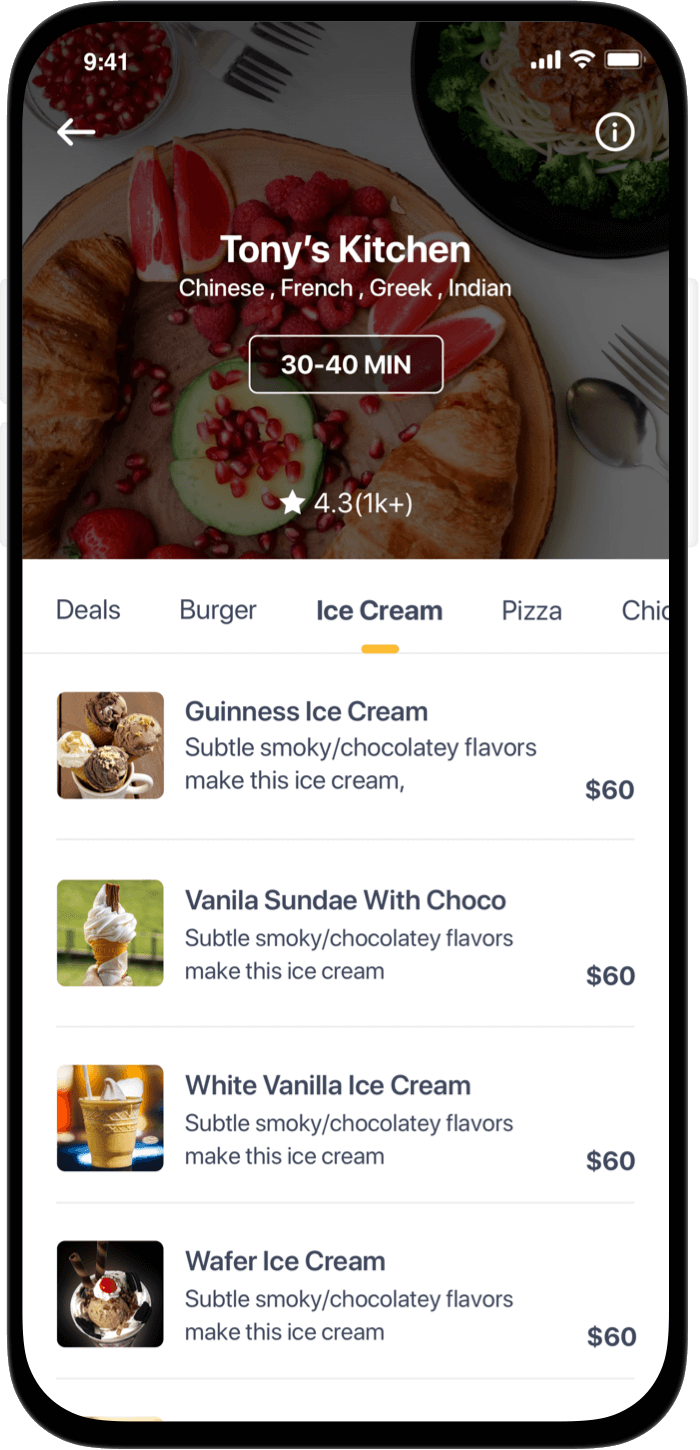 9:41
Tony's Kitchen
Chinese , French , Greek , Indian
30-40 MIN
4.3(1k+)
Deals Burger Ice Cream Pizza Chic
Guinness Ice Cream
Subtle smoky/chocolatey flavors
make this ice cream,
$60
Vanila Sundae With Choco
Subtle smoky/chocolatey flavors
make this ice cream
$60
White Vanilla Ice Cream
Subtle smoky/chocolatey flavors
make this ice cream
$60
Wafer Ice Cream
Subtle smoky/chocolatey flavors
make this ice cream
$60